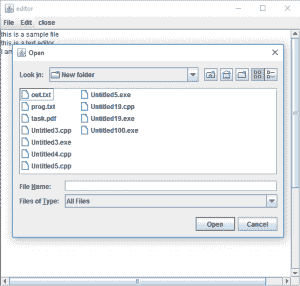 editor
File Edit close
this is a sample file
this is a text editor
I am
Open
Look in: New folder
oet.txt Untitled5.exe
prog.txt Untitled19.cpp
task.pdf Untitled19.exe
Untitled3.cpp Untitled100.exe
Untitled3.exe
Untitled4.cpp
Untitled5.cpp
File Name:
Files of Type: All Files
Open Cancel